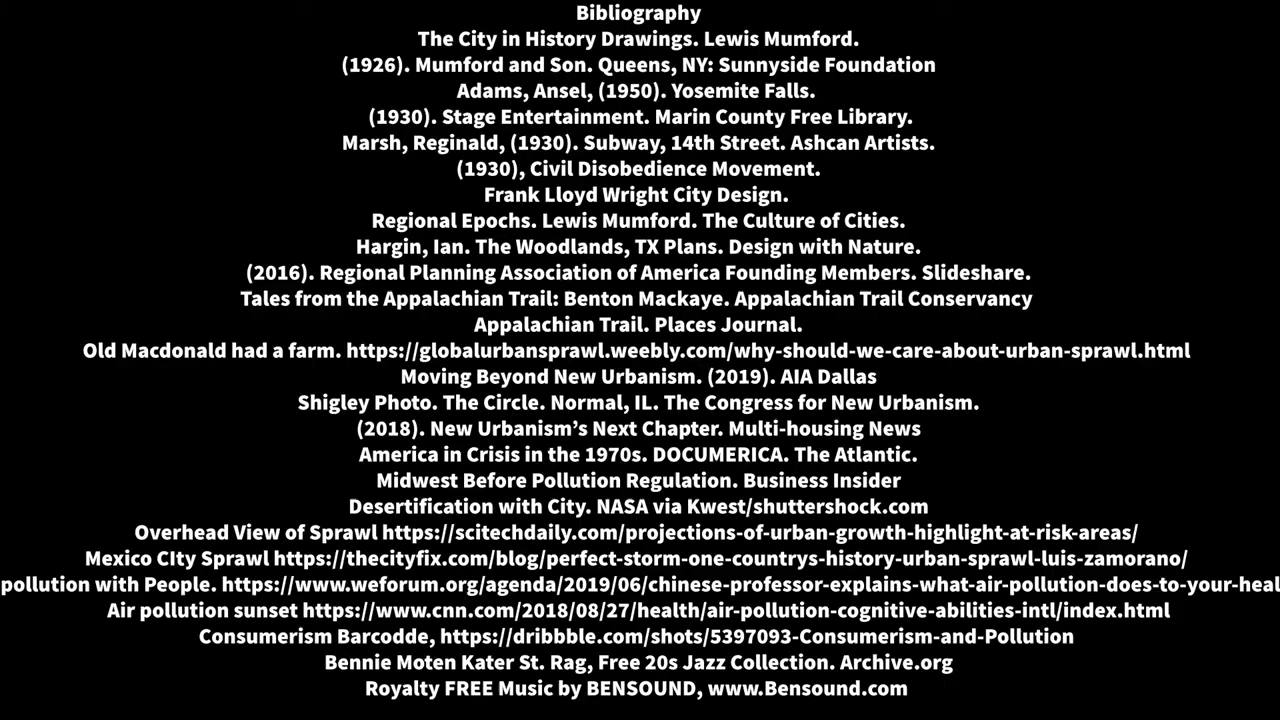 Bibliography
The City in History Drawings. Lewis Mumford.
(1926). Mumford and Son. Queens, NY: Sunnyside Foundation
Adams, Ansel, (1950). Yosemite Falls.
(1930). Stage Entertainment. Marin County Free Library.
Marsh, Reginald, (1930). Subway, 14th Street. Ashcan Artists.
(1930), Civil Disobedience Movement.
Frank Lloyd Wright City Design.
Regional Epochs. Lewis Mumford. The Culture of Cities.
Hargin, Ian. The Woodlands, TX Plans. Design with Nature.
(2016). Regional Planning Association of America Founding Members. Slideshare.
Tales from the Appalachian Trail: Benton Mackaye. Appalachian Trail Conservancy
Appalachian Trail. Places Journal.
Old Macdonald had a farm. https://globalurbansprawl.weebly.com/why-should-we-care-about-urban-sprawl.html
Moving Beyond New Urbanism. (2019). AIA Dallas
Shigley Photo. The Circle. Normal, IL. The Congress for New Urbanism.
(2018). New Urbanism’s Next Chapter. Multi-housing News
America in Crisis in the 1970s. DOCUMERICA. The Atlantic.
Midwest Before Pollution Regulation. Business Insider
Desertification with City. NASA via Kwest/shuttershock.com
Overhead View of Sprawl https://scitechdaily.com/projections-of-urban-growth-highlight-at-risk-areas/
Mexico CIty Sprawl https://thecityfix.com/blog/perfect-storm-one-countrys-history-urban-sprawl-luis-zamorano/
pollution with People. https://www.weforum.org/agenda/2019/06/chinese-professor-explains-what-air-pollution-does-to-your-heal
Air pollution sunset https://www.cnn.com/2018/08/27/health/air-pollution-cognitive-abilities-intl/index.html
Consumerism Barcodde, https://dribbble.com/shots/5397093-Consumerism-and-Pollution
Bennie Moten Kater St. Rag, Free 20s Jazz Collection. Archive.org
Royalty FREE Music by BENSOUND, www.Bensound.com